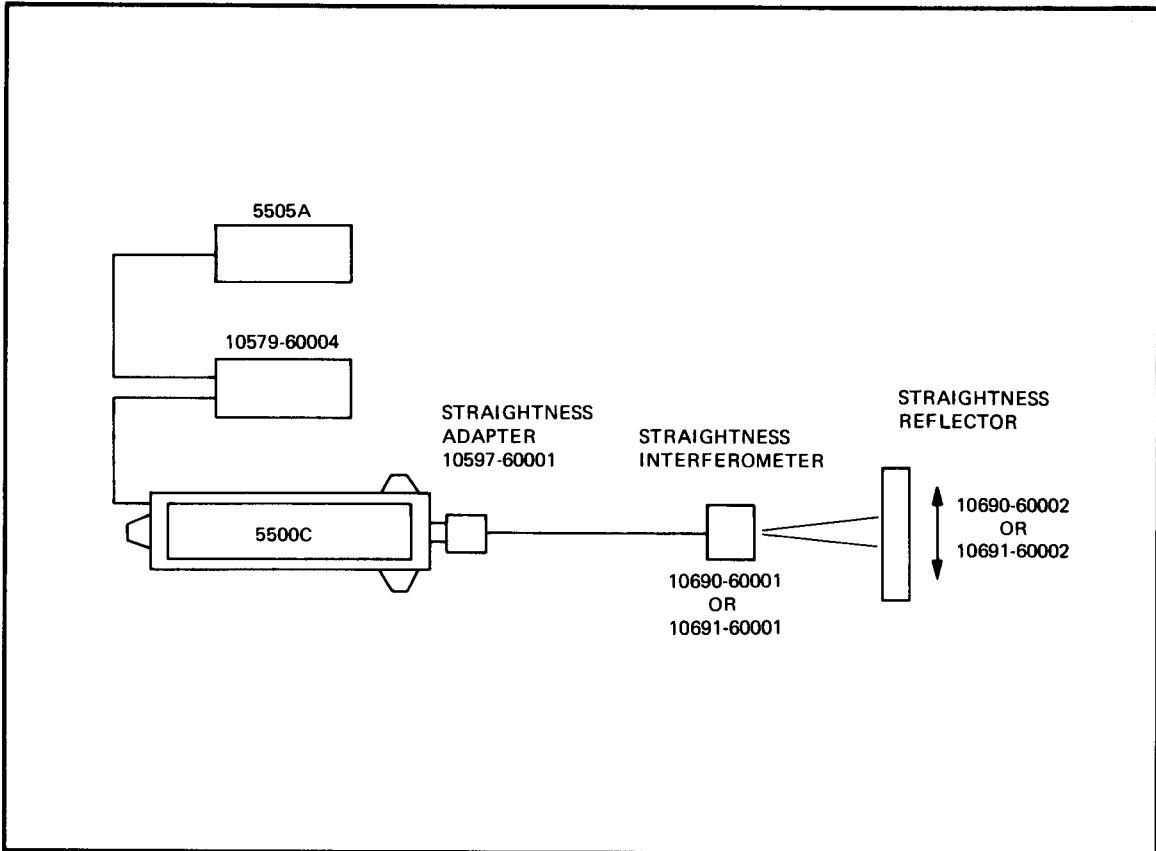 5505A
10579-60004
STRAIGHTNESS
ADAPTER
10597-60001
5500C
STRAIGHTNESS
INTERFEROMETER
10690-60001
OR
10691-60001
STRAIGHTNESS
REFLECTOR
10690-60002
OR
10691-60002